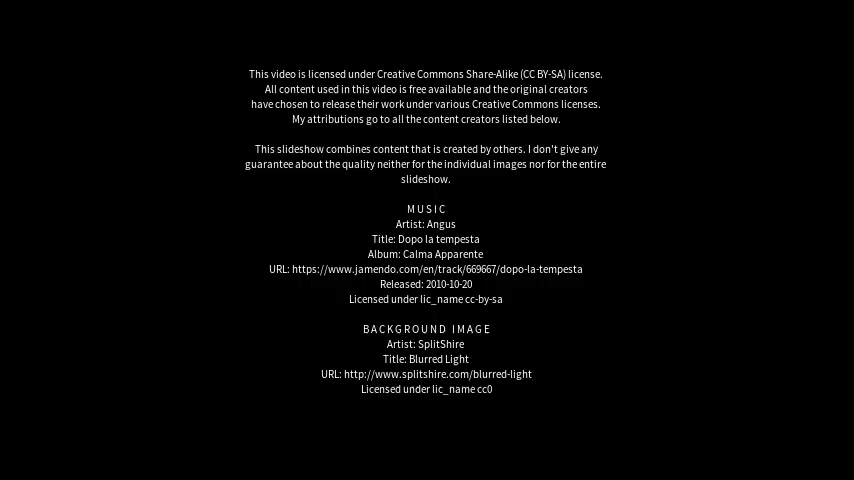 This video is licensed under Creative Commons Share-Alike (CC BY-SA) license.
All content used in this video is free available and the original creators
have chosen to release their work under various Creative Commons licenses.
My attributions go to all the content creators listed below.
This slideshow combines content that is created by others. I don't give any
guarantee about the quality neither for the individual images nor for the entire
slideshow.
MUSIC
Artist: Angus
Title: Dopo la tempesta
Album: Calma Apparente
URL: https://www.jamendo.com/en/track/669667/dopo-la-tempesta
Released: 2010-10-20
Licensed under lic_name cc-by-sa
BACKGROUND IMAGE
Artist: SplitShire
Title: Blurred Light
URL: http://www.splitshire.com/blurred-light
Licensed under lic_name cc0